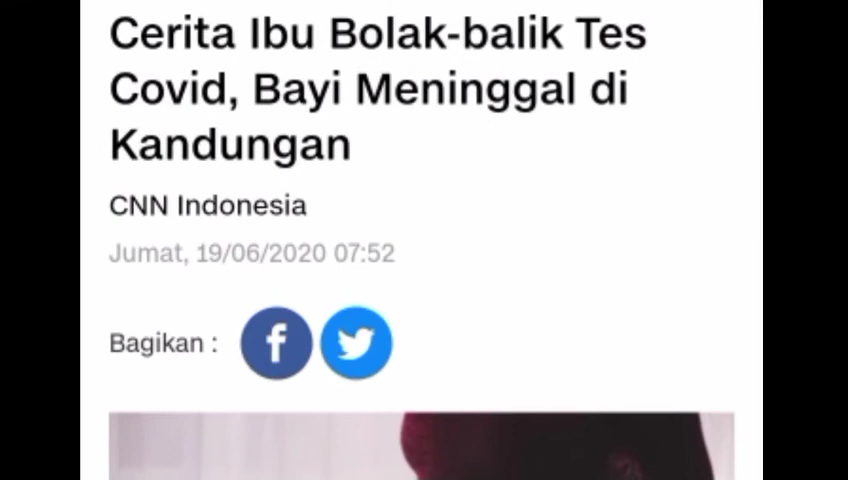 Cerita Ibu Bolak-balik Tes
Covid, Bayi Meninggal di
Kandungan
CNN Indonesia
Jumat, 19/06/2020 07:52
Bagikan :